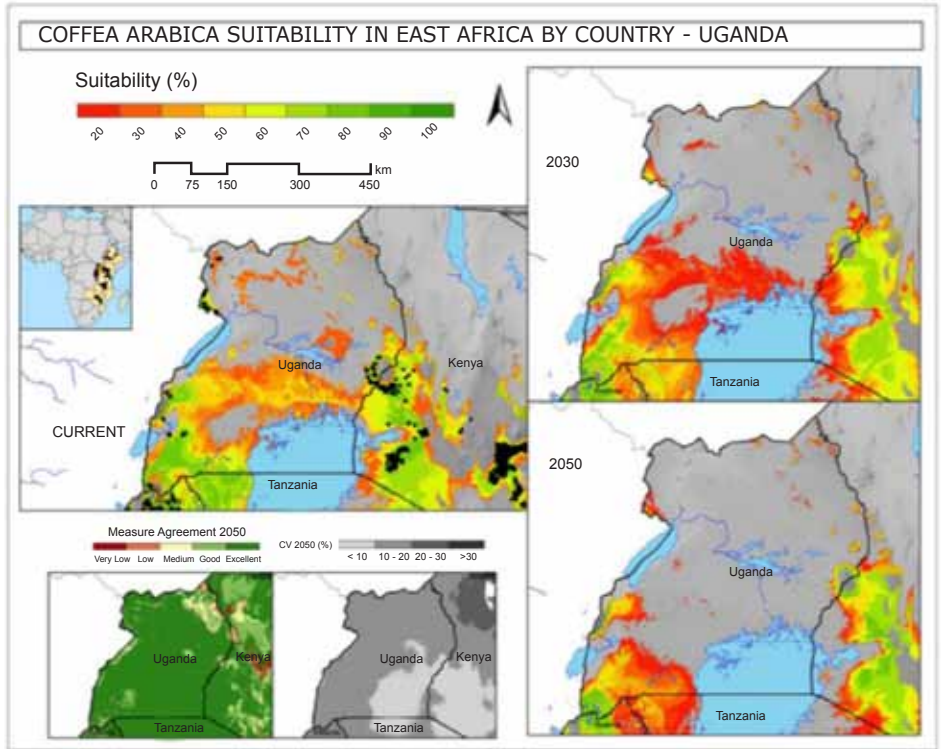 COFFEA ARABICA SUITABILITY IN EAST AFRICA BY COUNTRY - UGANDA
Suitability (%)
20 30 40 50 60 70 80 90 100
km
0 75 150 300 450
2030
Uganda
Tanzania
Uganda
Kenya
CURRENT
Tanzania
2050
Uganda
Tanzania
Measure Agreement 2050
Very Low Low Medium Good Excellent
CV 2050 (%)
< 10 10 - 20 20 - 30 >30
Uganda
Kenya
Tanzania
Uganda
Kenya
Tanzania